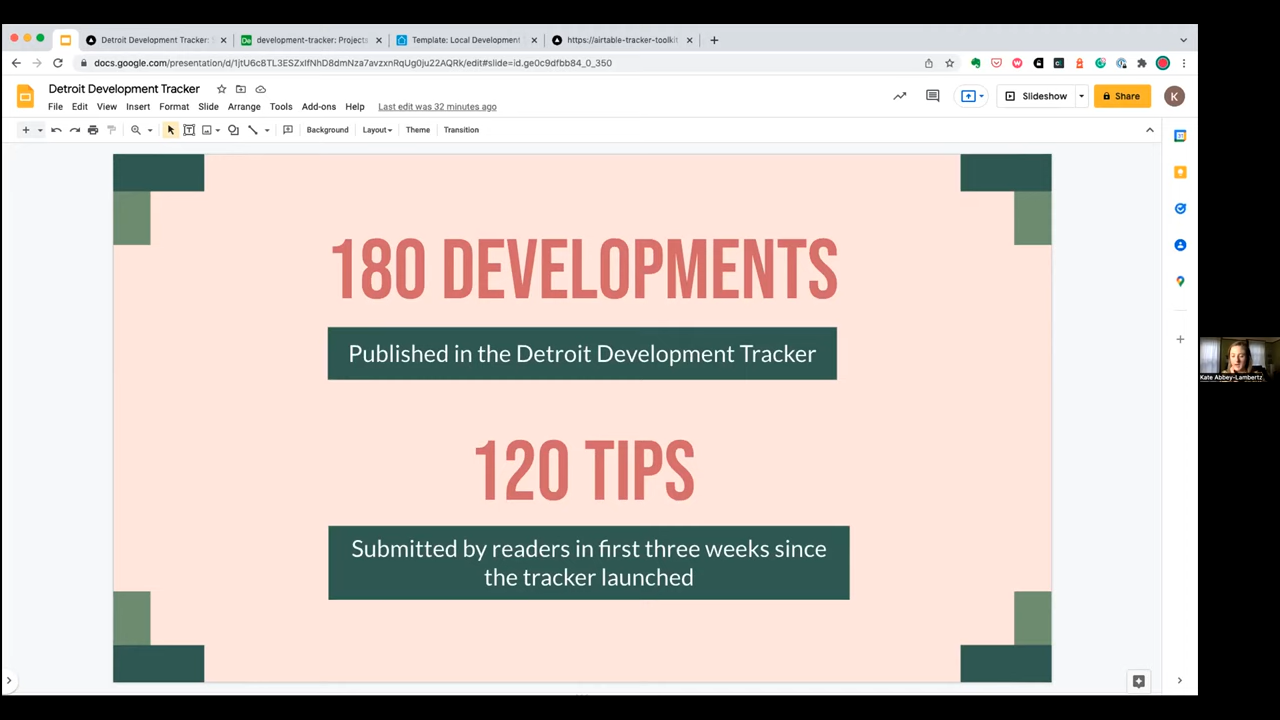 Detroit Development Tracker: S
development-tracker: Projects
Template: Local Development
https://airtable-tracker-toolkit
docs.google.com/presentation/d/1jtU6c8TL3ESZxIfNhD8dmNza7avzxnRqUg0ju22AQRk/edit#slide=id.ge0c9dfbb84_0_350
Detroit Development Tracker
File Edit View Insert Format Slide Arrange Tools Add-ons Help Last edit was 32 minutes ago
Slideshow
Share
K
Background Layout Theme Transition
180 DEVELOPMENTS
Published in the Detroit Development Tracker
120 TIPS
Submitted by readers in first three weeks since
the tracker launched
Kate Abbey-Lambertz